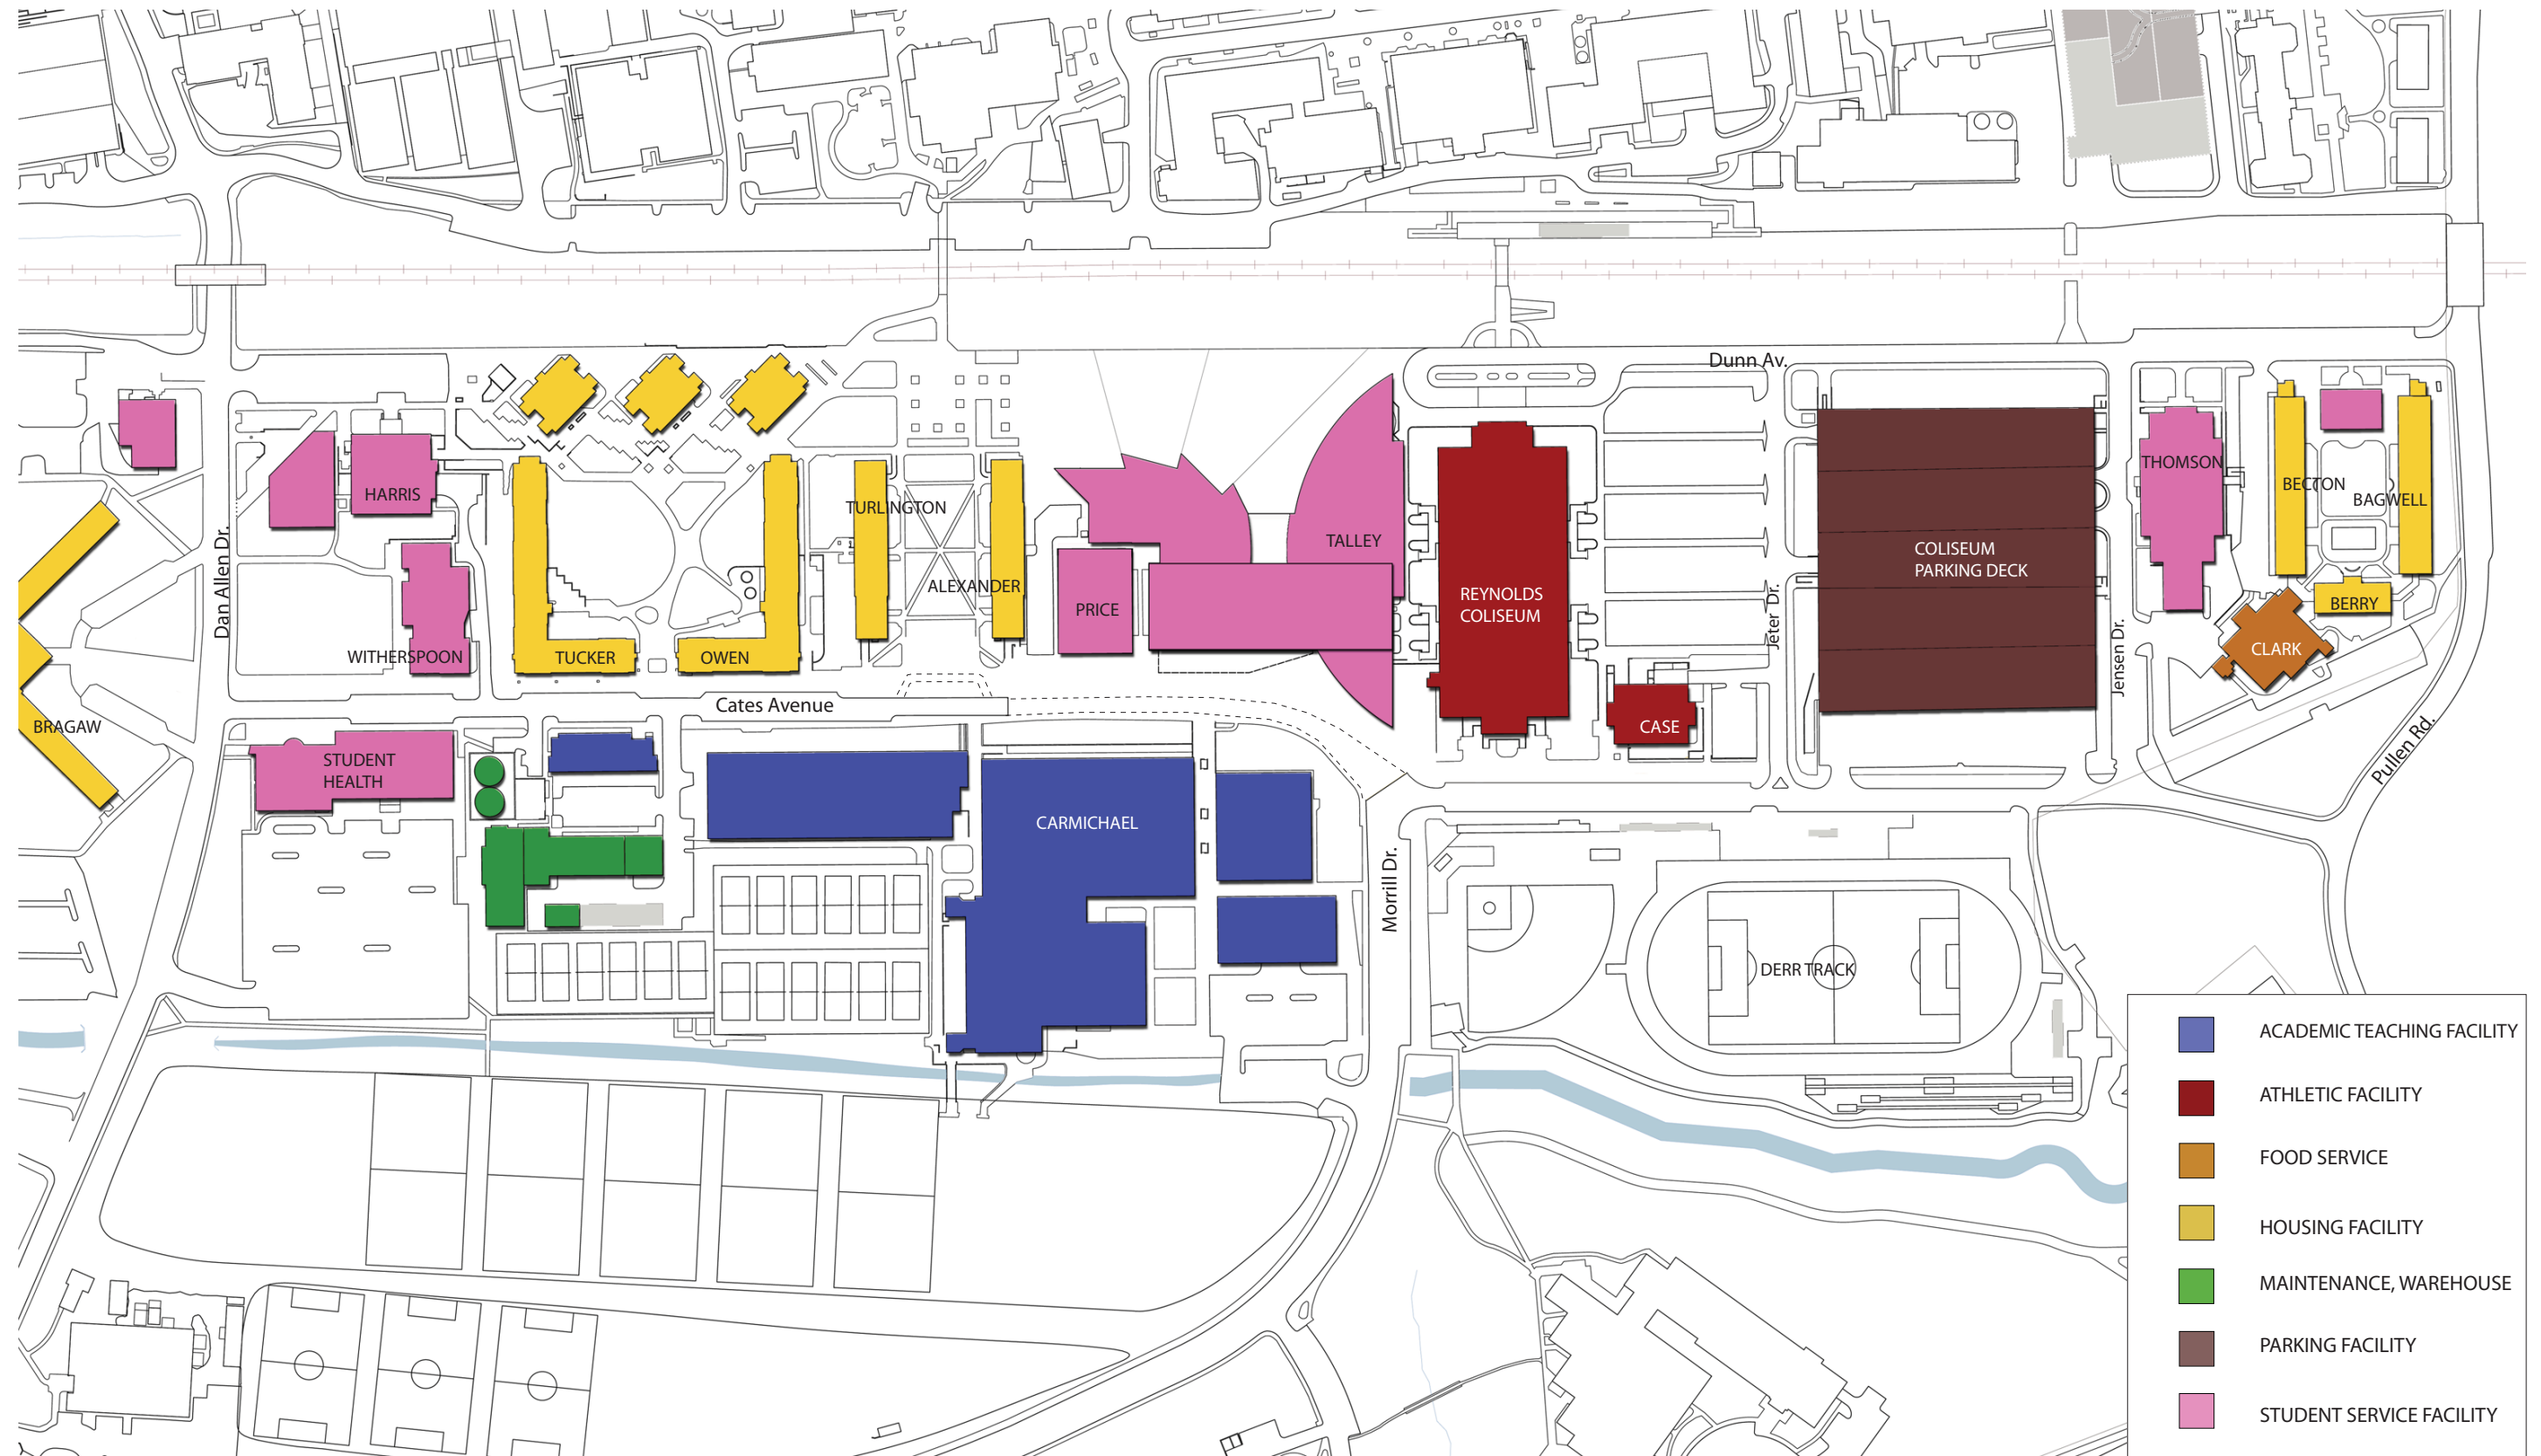 Dunn Av.
THOMSON
BECTON
BAGWELL
HARRIS
TURLINGTON
TALLEY
COLISEUM
PARKING DECK
Dan Allen Dr.
ALEXANDER
PRICE
REYNOLDS
COLISEUM
Jeter Dr.
BERRY
WITHERSPOON
TUCKER
OWEN
Jensen Dr.
CLARK
Cates Avenue
BRAGAW
CASE
STUDENT
HEALTH
Pullen Rd.
CARMICHAEL
Morrill Dr.
DERR TRACK
ACADEMIC TEACHING FACILITY
ATHLETIC FACILITY
FOOD SERVICE
HOUSING FACILITY
MAINTENANCE, WAREHOUSE
PARKING FACILITY
STUDENT SERVICE FACILITY